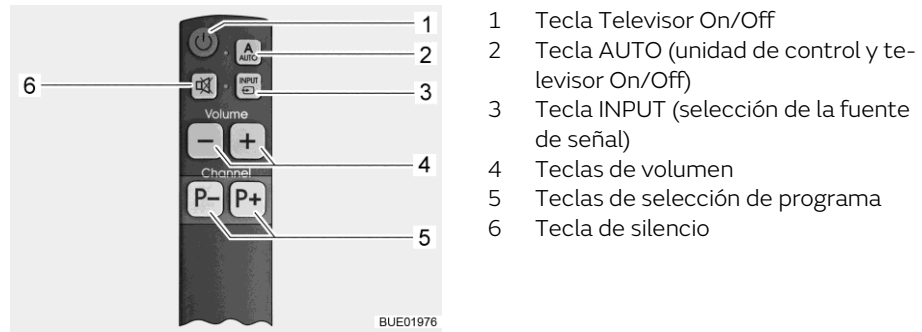 1
A
AUTO
2
6
INPUT
3
Volume
− +
4
Channel
P− P+
5
BUE01976
1 Tecla Televisor On/Off
2 Tecla AUTO (unidad de control y te-
levisor On/Off)
3 Tecla INPUT (selección de la fuente
de señal)
4 Teclas de volumen
5 Teclas de selección de programa
6 Tecla de silencio